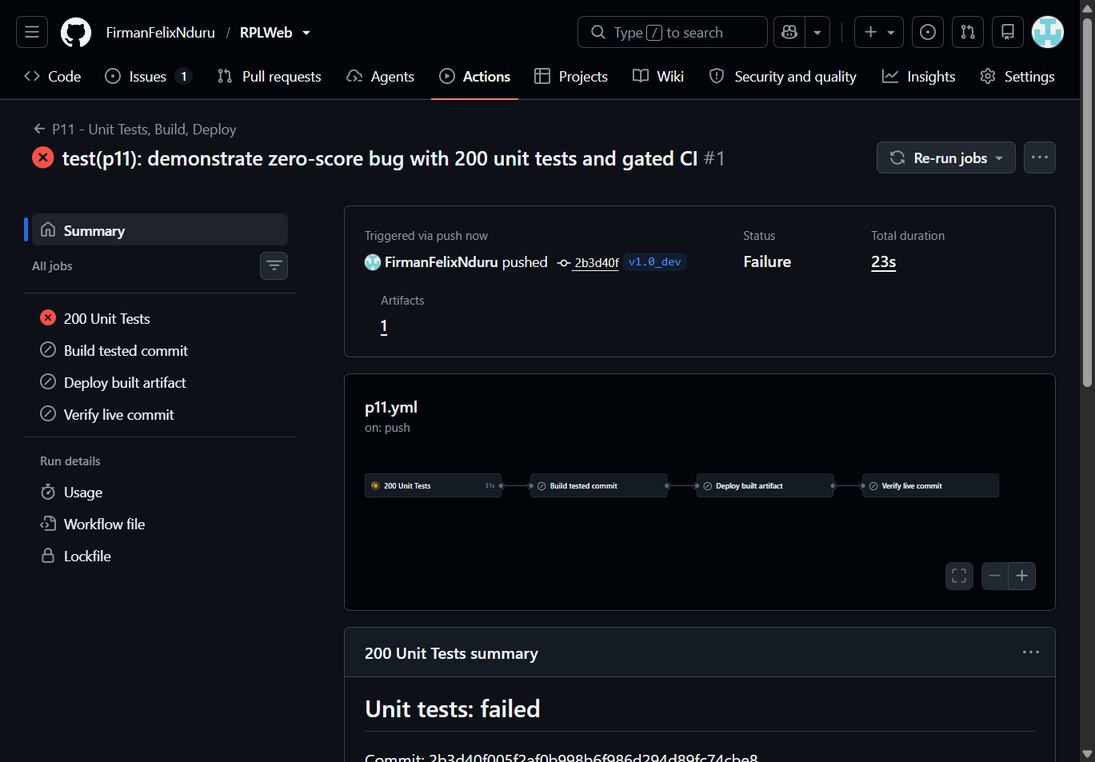 FirmanFelixNduru / RPLWeb
Type / to search
Code
Issues 1
Pull requests
Agents
Actions
Projects
Wiki
Security and quality
Insights
Settings
P11 - Unit Tests, Build, Deploy
test(p11): demonstrate zero-score bug with 200 unit tests and gated CI #1
Re-run jobs
Summary
All jobs
200 Unit Tests
Build tested commit
Deploy built artifact
Verify live commit
Run details
Usage
Workflow file
Lockfile
Triggered via push now
FirmanFelixNduru pushed 2b3d40f v1.0_dev
Status
Failure
Total duration
23s
Artifacts
1
p11.yml
on: push
200 Unit Tests 31s
Build tested commit
Deploy built artifact
Verify live commit
200 Unit Tests summary
Unit tests: failed
Commit: 2b3d40f005f2af0b998b6f986d294d89fc74cbe8